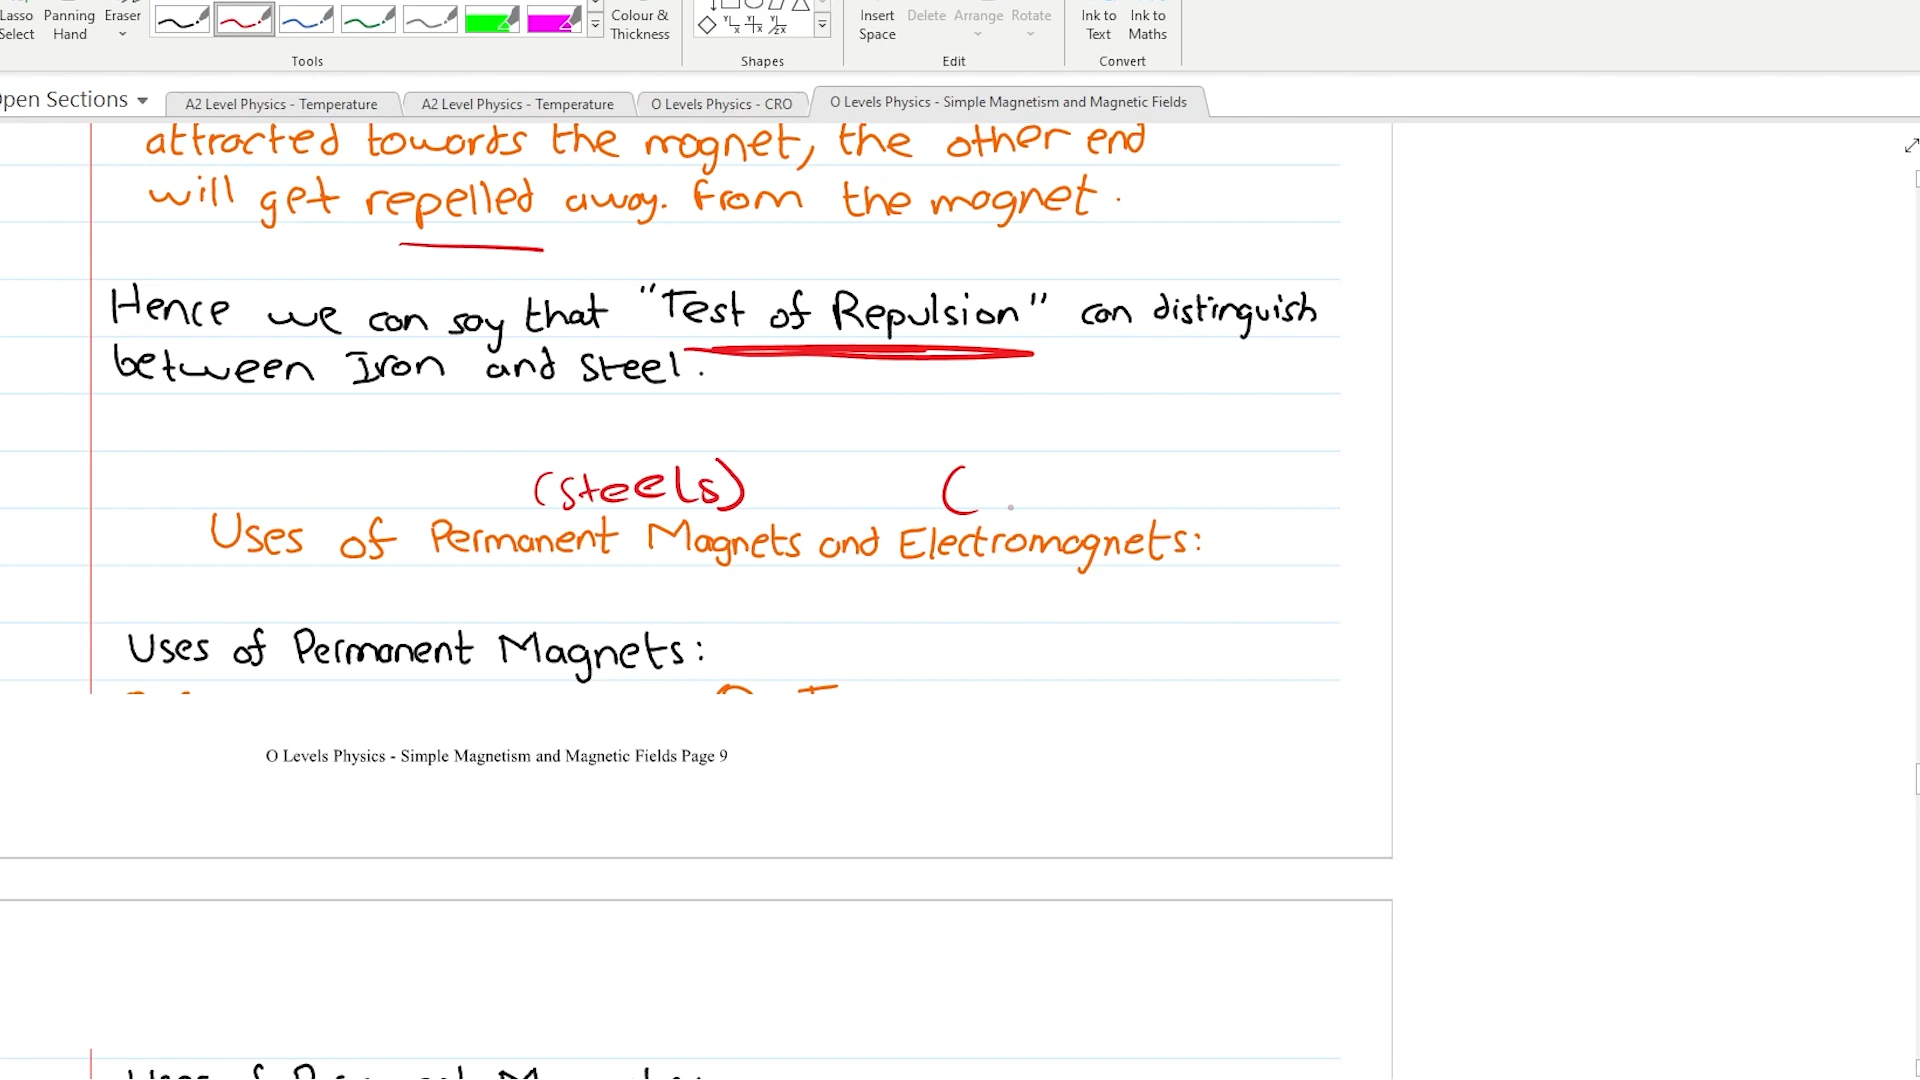 Lasso Select
Panning Hand
Eraser
Colour & Thickness
Insert Space
Delete
Arrange
Rotate
Ink to Text
Ink to Maths
Tools
Shapes
Edit
Convert
pen Sections
A2 Level Physics - Temperature
A2 Level Physics - Temperature
O Levels Physics - CRO
O Levels Physics - Simple Magnetism and Magnetic Fields
attracted towards the magnet, the other end
will get repelled away. from the magnet.
Hence we can say that "Test of Repulsion" can distinguish
between Iron and steel.
(steels) (
Uses of Permanent Magnets and Electromagnets:
Uses of Permanent Magnets:
O Levels Physics - Simple Magnetism and Magnetic Fields Page 9